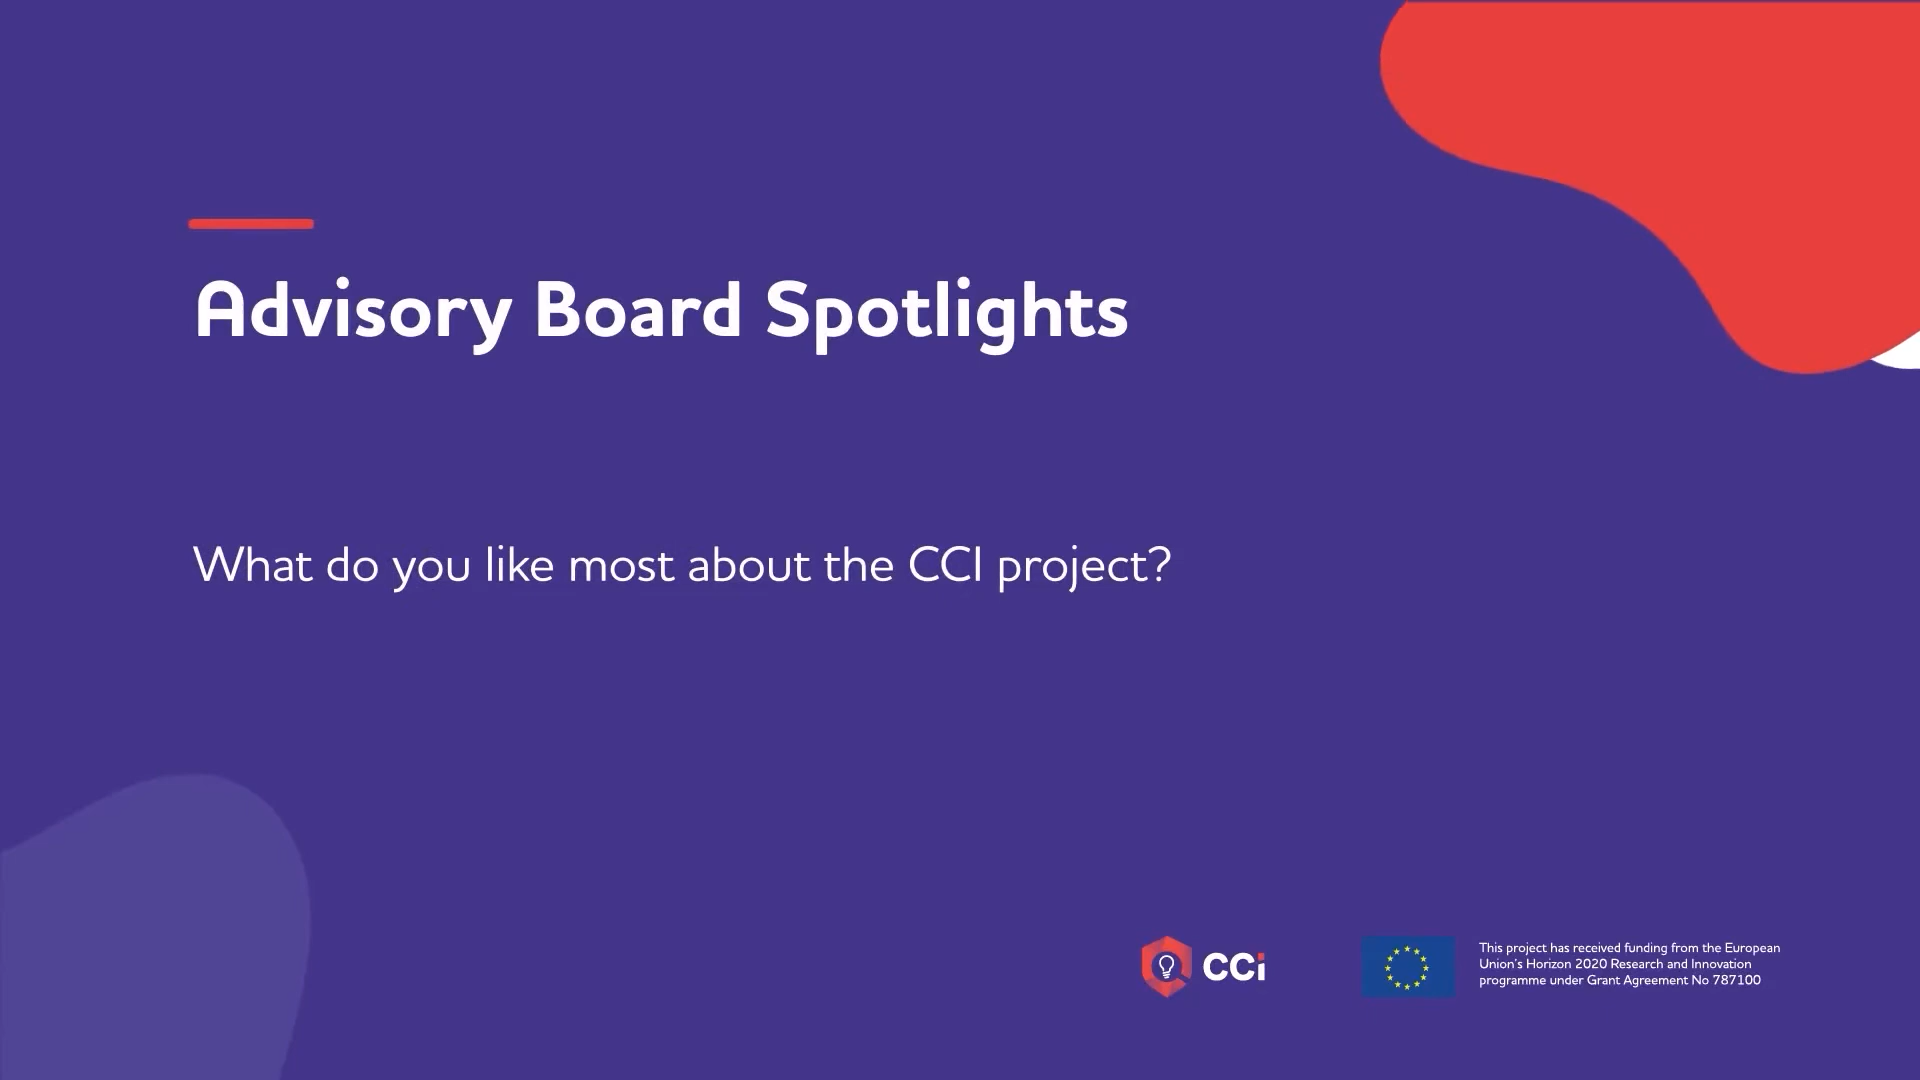 Advisory Board Spotlights
What do you like most about the CCI project?
CCi
This project has received funding from the European
Union's Horizon 2020 Research and Innovation
programme under Grant Agreement No 787100